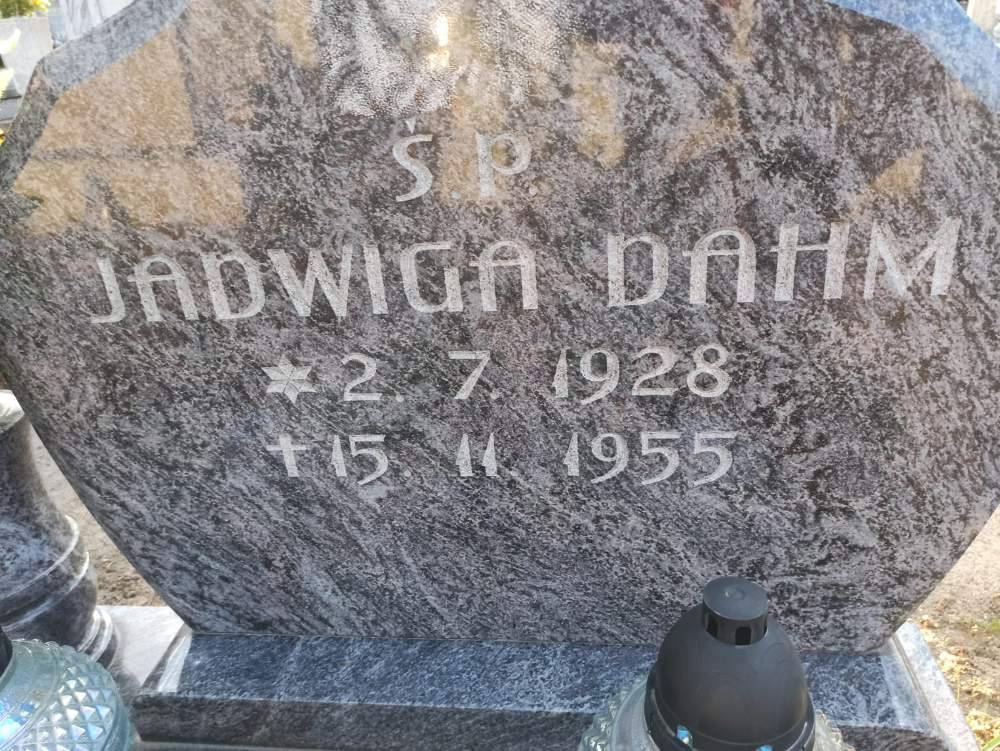 Ś.P.
JADWIGA DAHM
* 2. 7. 1928
✝ 15. 11. 1955